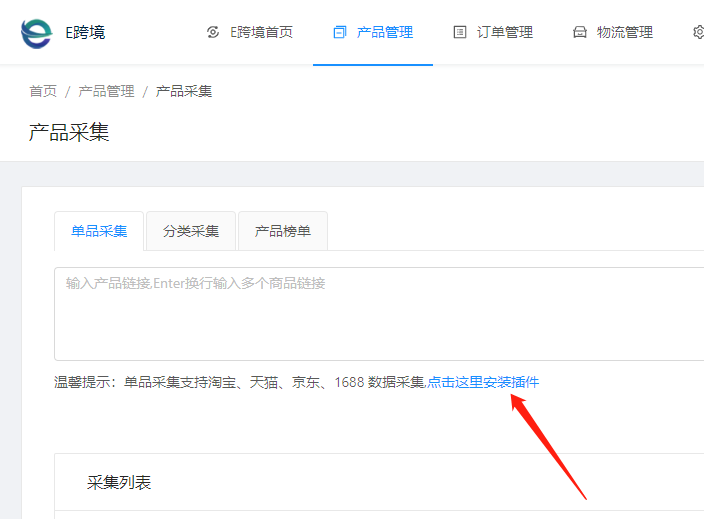 E跨境 E跨境首页 产品管理 订单管理 物流管理
首页 / 产品管理 / 产品采集
产品采集
单品采集 分类采集 产品榜单
输入产品链接,Enter换行输入多个商品链接
温馨提示：单品采集支持淘宝、天猫、京东、1688 数据采集,点击这里安装插件
采集列表